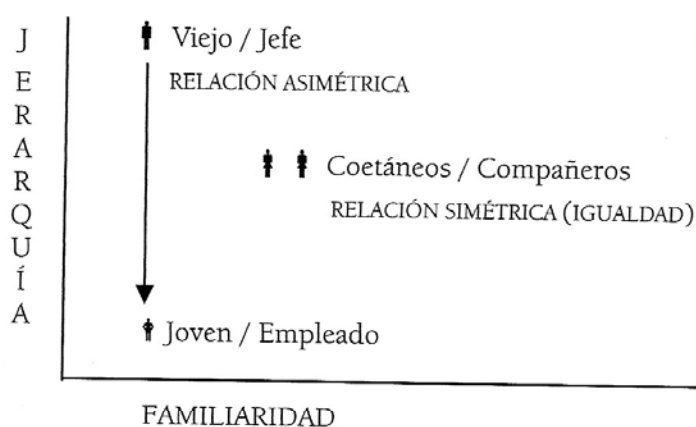 JERARQUÍA
Viejo / Jefe
RELACIÓN ASIMÉTRICA
Coetáneos / Compañeros
RELACIÓN SIMÉTRICA (IGUALDAD)
Joven / Empleado
FAMILIARIDAD